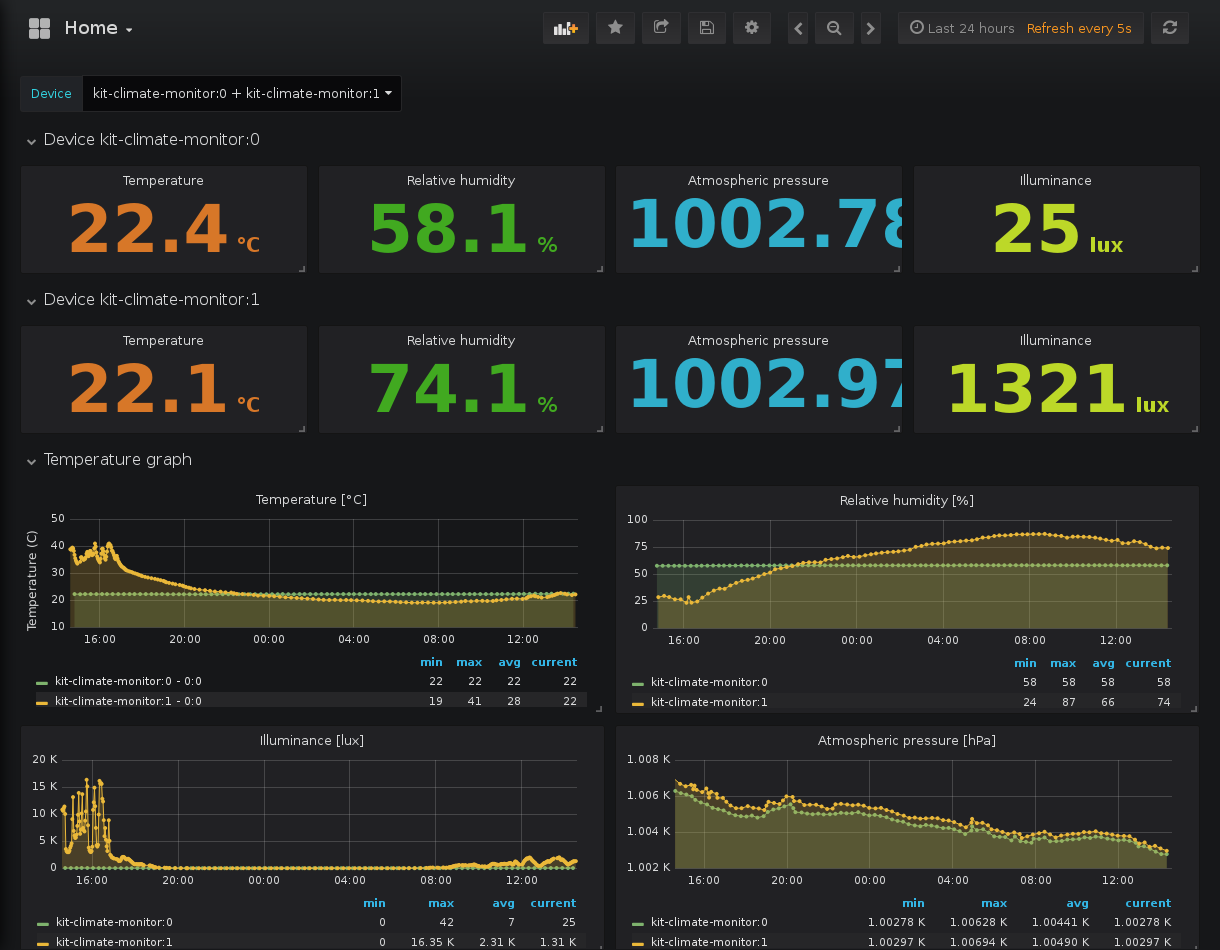 Home
Last 24 hours Refresh every 5s
Device kit-climate-monitor:0 + kit-climate-monitor:1
Device kit-climate-monitor:0
Temperature Relative humidity Atmospheric pressure Illuminance
22.4 °C 58.1 % 1002.78 25 lux
Device kit-climate-monitor:1
Temperature Relative humidity Atmospheric pressure Illuminance
22.1 °C 74.1 % 1002.97 1321 lux
Temperature graph
Temperature [°C]
Temperature (C)
50
40
30
20
10
16:00 20:00 00:00 04:00 08:00 12:00
min max avg current
kit-climate-monitor:0 - 0:0 22 22 22 22
kit-climate-monitor:1 - 0:0 19 41 28 22
Relative humidity [%]
100
75
50
25
0
16:00 20:00 00:00 04:00 08:00 12:00
min max avg current
kit-climate-monitor:0 58 58 58 58
kit-climate-monitor:1 24 87 66 74
Illuminance [lux]
20 K
15 K
10 K
5 K
0
16:00 20:00 00:00 04:00 08:00 12:00
min max avg current
kit-climate-monitor:0 0 42 7 25
kit-climate-monitor:1 0 16.35 K 2.31 K 1.31 K
Atmospheric pressure [hPa]
1.008 K
1.006 K
1.004 K
1.002 K
16:00 20:00 00:00 04:00 08:00 12:00
min max avg current
kit-climate-monitor:0 1.00278 K 1.00628 K 1.00441 K 1.00278 K
kit-climate-monitor:1 1.00297 K 1.00694 K 1.00490 K 1.00297 K